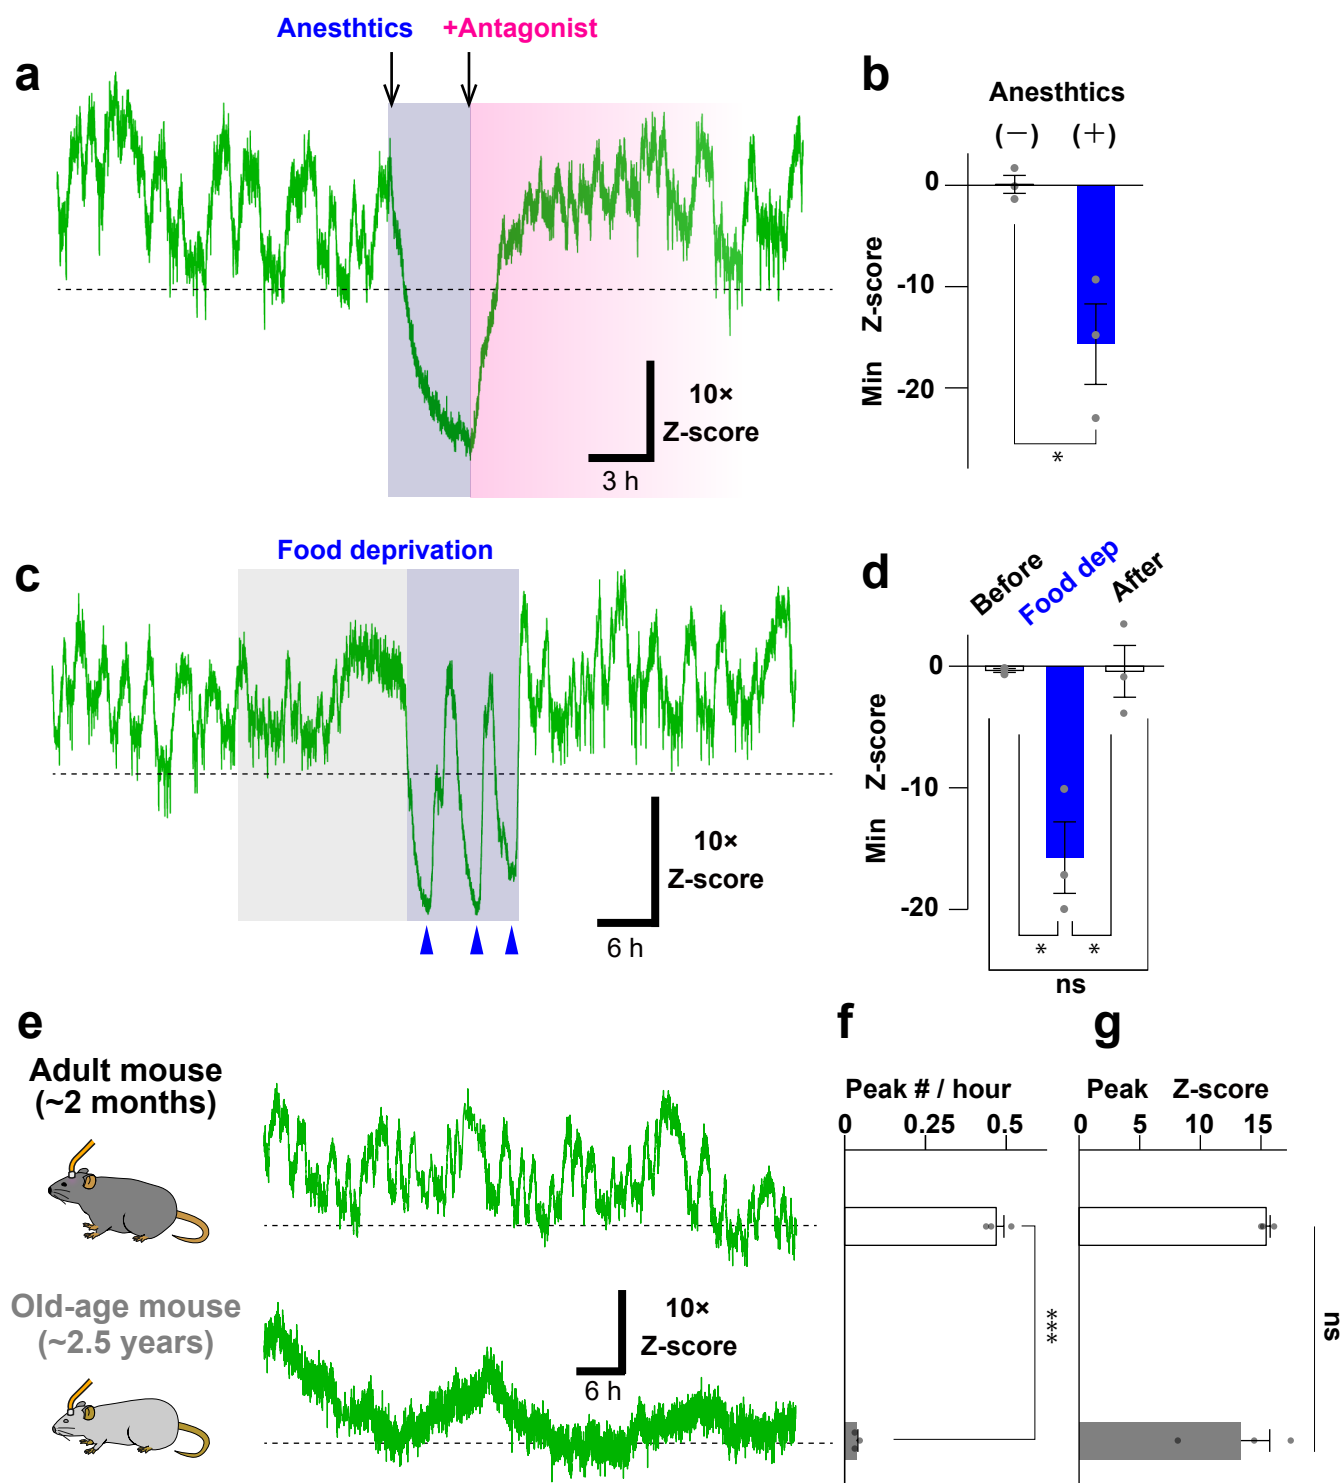 Anesthtics
+Antagonist
a
10×
Z-score
3 h
b
Anesthtics
(−) (+)
0
-10
-20
Min Z-score
*
c
Food deprivation
10×
Z-score
6 h
d
Before
Food dep
After
0
-10
-20
Min Z-score
* *
ns
e
Adult mouse
(~2 months)
Old-age mouse
(~2.5 years)
10×
Z-score
6 h
f
Peak # / hour
0 0.25 0.5
***
g
Peak Z-score
0 5 10 15
ns